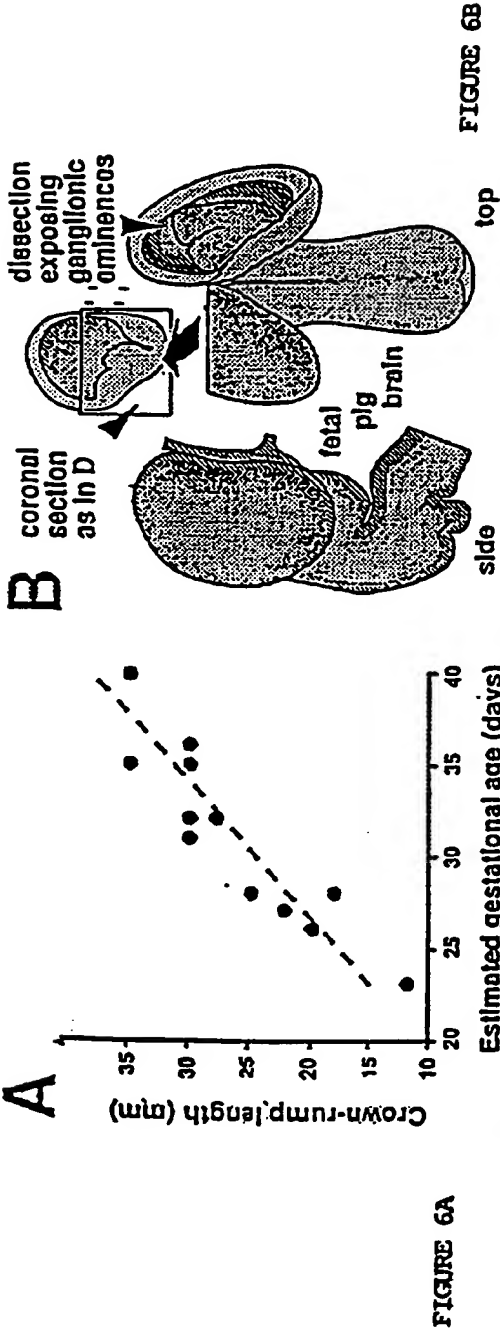 FIGURE 6A
A
Crown-rump length (mm)
35
30
25
20
15
10
20
25
30
35
40
Estimated gestational age (days)
B
coronal
section
as in D
dissection
exposing
ganglionic
ominences
fetal
pig
brain
side
top
FIGURE 6B